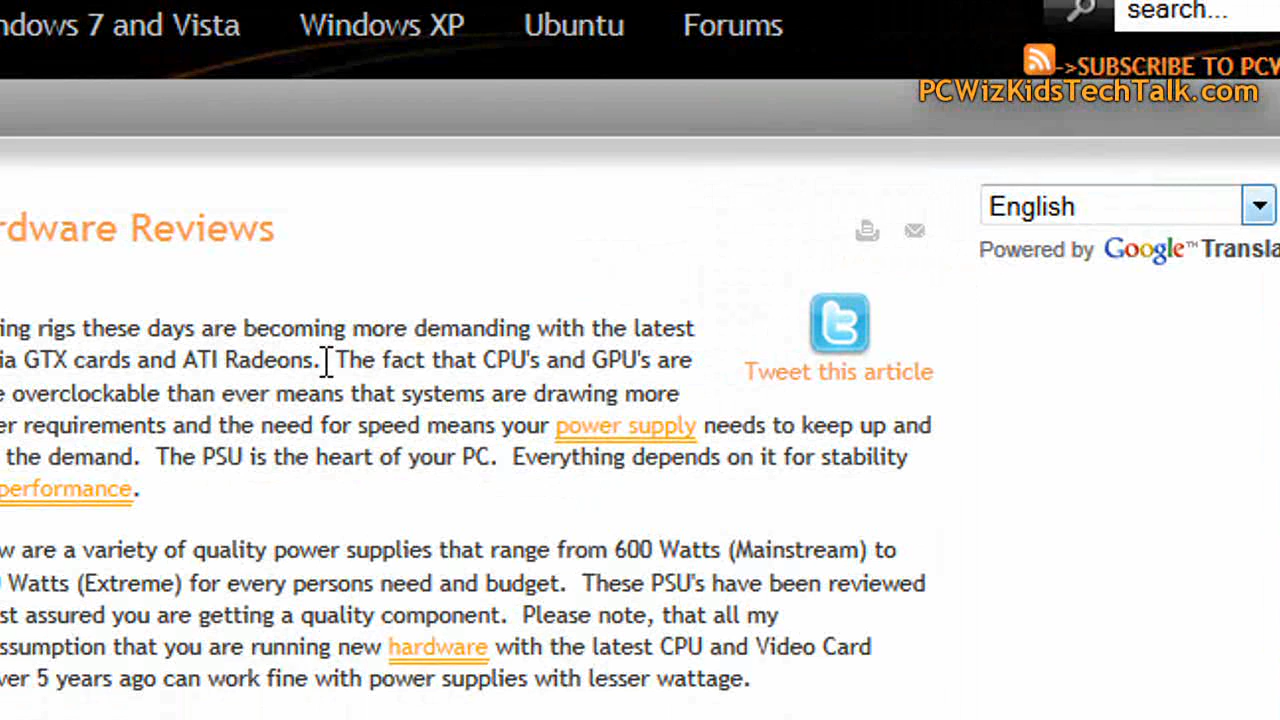 ndows 7 and Vista Windows XP Ubuntu Forums search...
->SUBSCRIBE TO PCW
PCWizKidsTechTalk.com
English
rdware Reviews
Powered by Google™ Transla
ing rigs these days are becoming more demanding with the latest
ia GTX cards and ATI Radeons. The fact that CPU's and GPU's are
Tweet this article
e overclockable than ever means that systems are drawing more
er requirements and the need for speed means your power supply needs to keep up and
the demand. The PSU is the heart of your PC. Everything depends on it for stability
performance.
w are a variety of quality power supplies that range from 600 Watts (Mainstream) to
Watts (Extreme) for every persons need and budget. These PSU's have been reviewed
st assured you are getting a quality component. Please note, that all my
ssumption that you are running new hardware with the latest CPU and Video Card
ver 5 years ago can work fine with power supplies with lesser wattage.